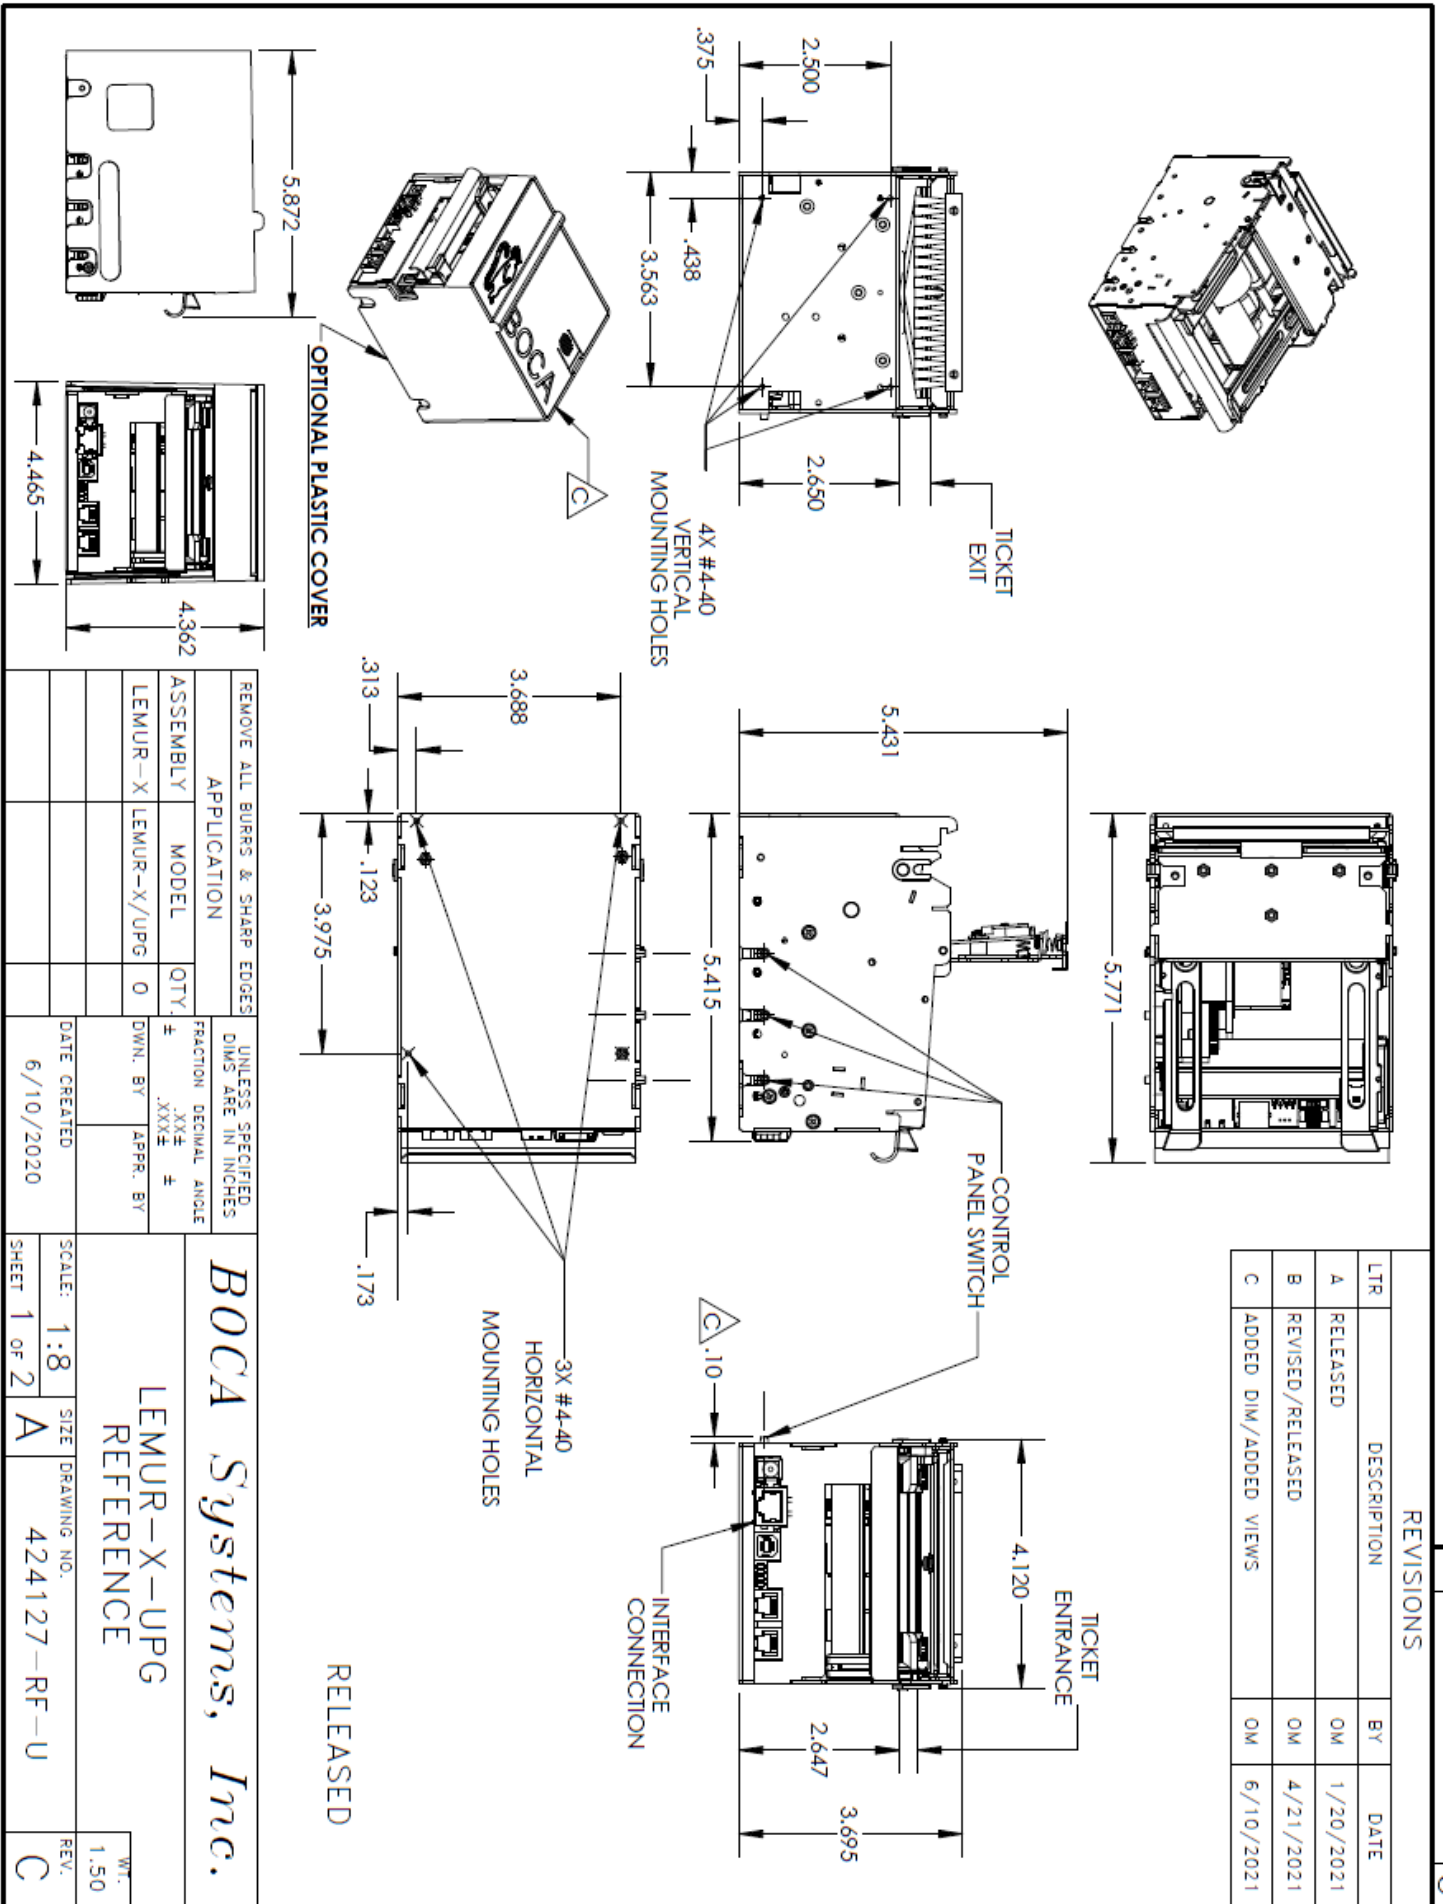 REVISIONS
LTR DESCRIPTION BY DATE
A RELEASED OM 1/20/2021
B REVISED/RELEASED OM 4/21/2021
C ADDED DIM/ADDED VIEWS OM 6/10/2021
2.500
.375
.438
3.563
2.650
TICKET
EXIT
4X #4-40
VERTICAL
MOUNTING HOLES
5.771
5.431
5.415
CONTROL
PANEL SWITCH
TICKET
ENTRANCE
4.120
2.647
3.695
C
.10
INTERFACE
CONNECTION
BOCA
C
OPTIONAL PLASTIC COVER
5.872
4.465
4.362
3.688
.313
.123
3.975
.173
3X #4-40
HORIZONTAL
MOUNTING HOLES
RELEASED
REMOVE ALL BURRS & SHARP EDGES
APPLICATION
ASSEMBLY MODEL QTY.
LEMUR-X LEMUR-X/UPG 0
UNLESS SPECIFIED
DIMS ARE IN INCHES
FRACTION DECIMAL ANGLE
± .XX± ±
.XXX±
DWN. BY APPR. BY
DATE CREATED
6/10/2020
BOCA Systems, Inc.
LEMUR-X-UPG
REFERENCE
WT.
1.50
SCALE: 1:8
SHEET 1 OF 2
SIZE
A
DRAWING NO.
424127-RF-U
REV.
C